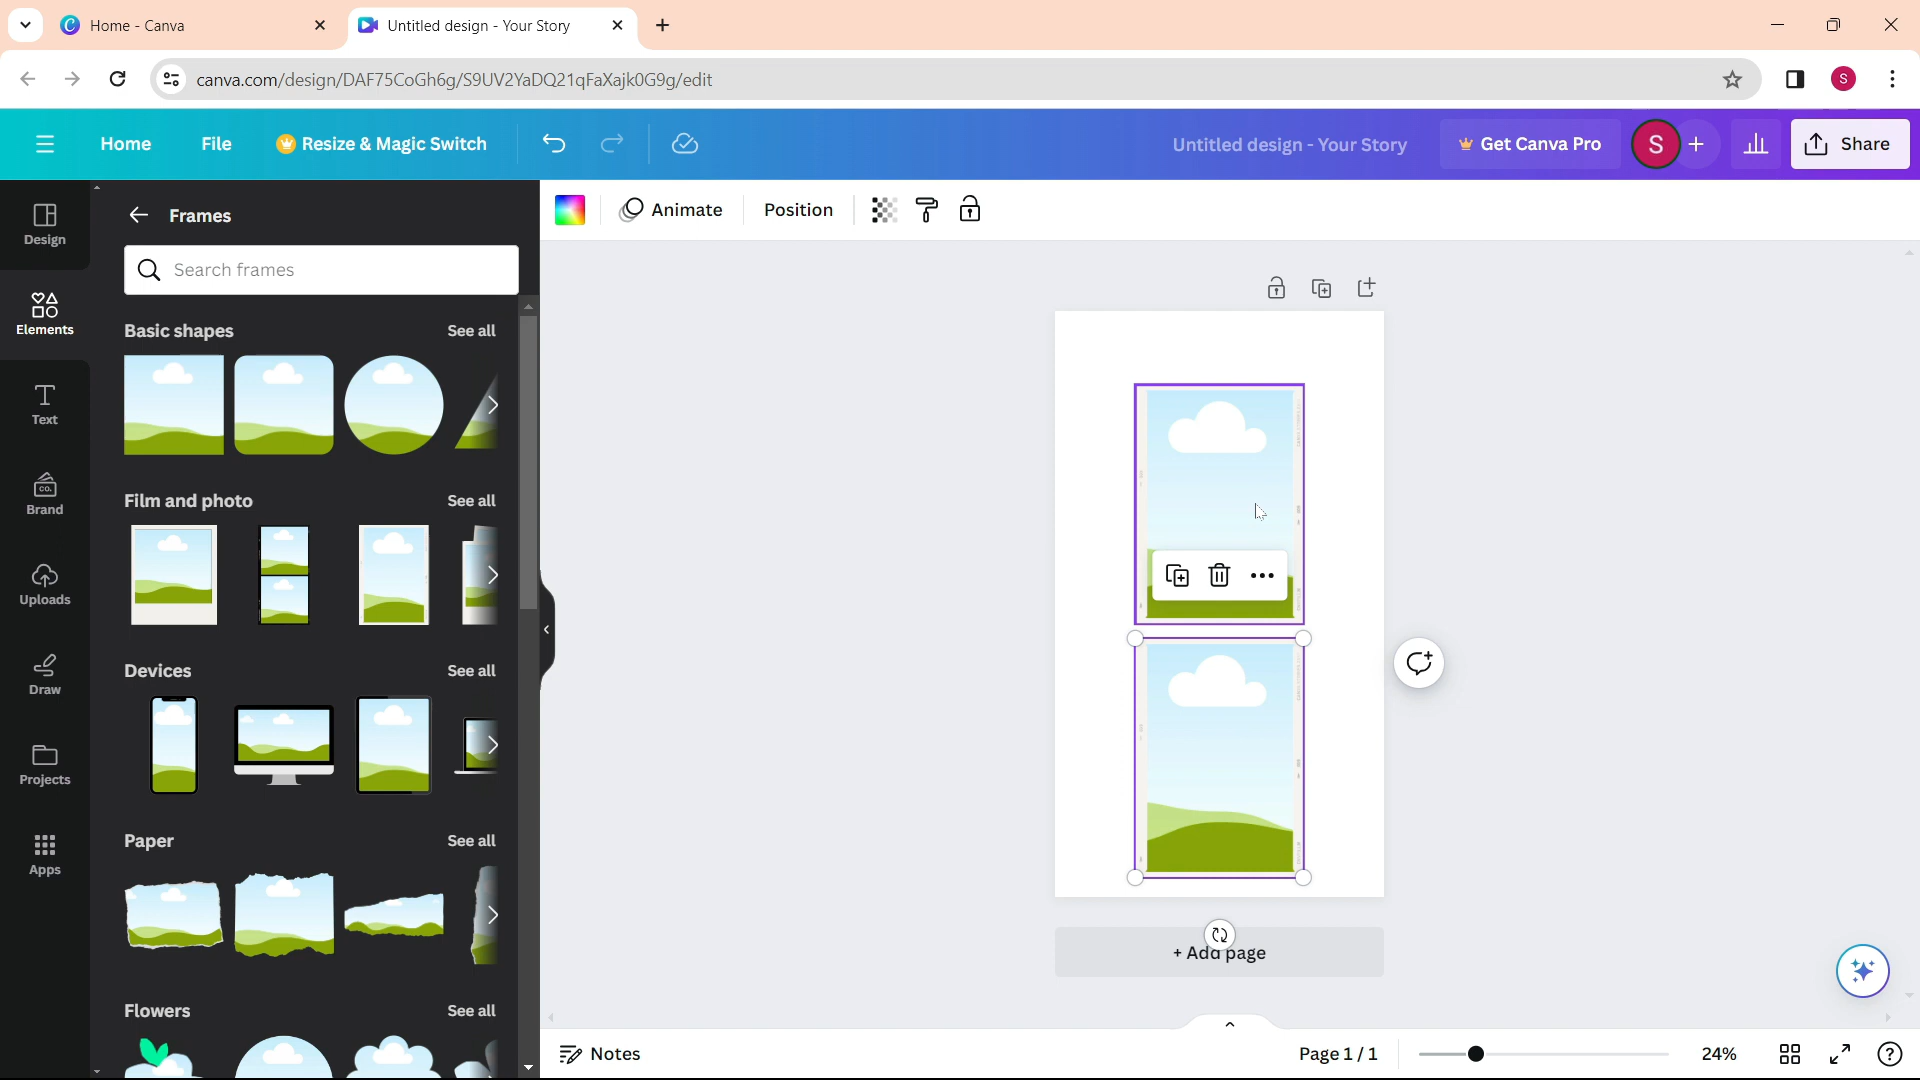 Home - Canva
Untitled design - Your Story
canva.com/design/DAF75CoGh6g/S9UV2YaDQ21qFaXajk0G9g/edit
S
Home
File
Resize & Magic Switch
Untitled design - Your Story
Get Canva Pro
S
Share
Design
Elements
Text
CO.
Brand
Uploads
Draw
Projects
Apps
Frames
Search frames
Basic shapes
See all
Film and photo
See all
Devices
See all
Paper
See all
Flowers
See all
Animate
Position
+ Add page
Notes
Page 1 / 1
24%